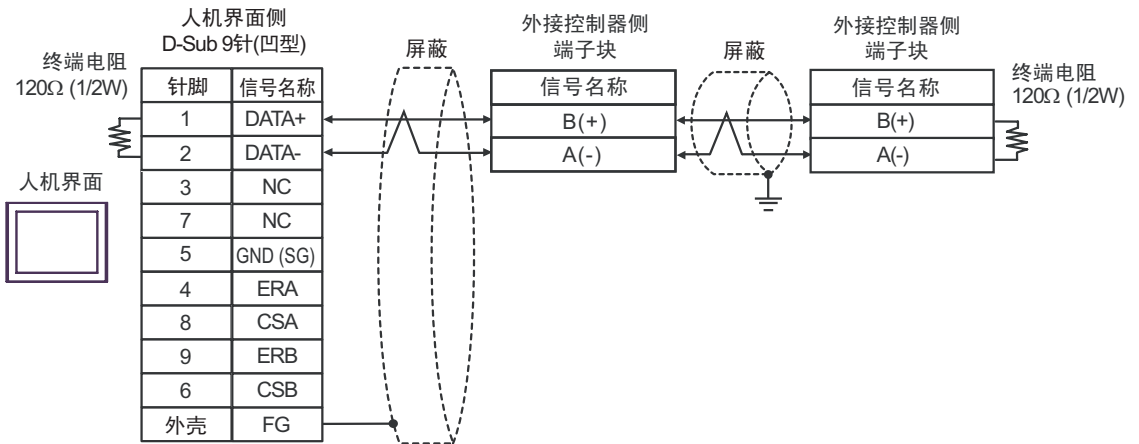 人机界面侧
D-Sub 9针(凹型)
终端电阻
120Ω (1/2W)
人机界面
针脚 信号名称
1 DATA+
2 DATA-
3 NC
7 NC
5 GND (SG)
4 ERA
8 CSA
9 ERB
6 CSB
外壳 FG
屏蔽
外接控制器侧
端子块
信号名称
B(+)
A(-)
屏蔽
外接控制器侧
端子块
信号名称
B(+)
A(-)
终端电阻
120Ω (1/2W)